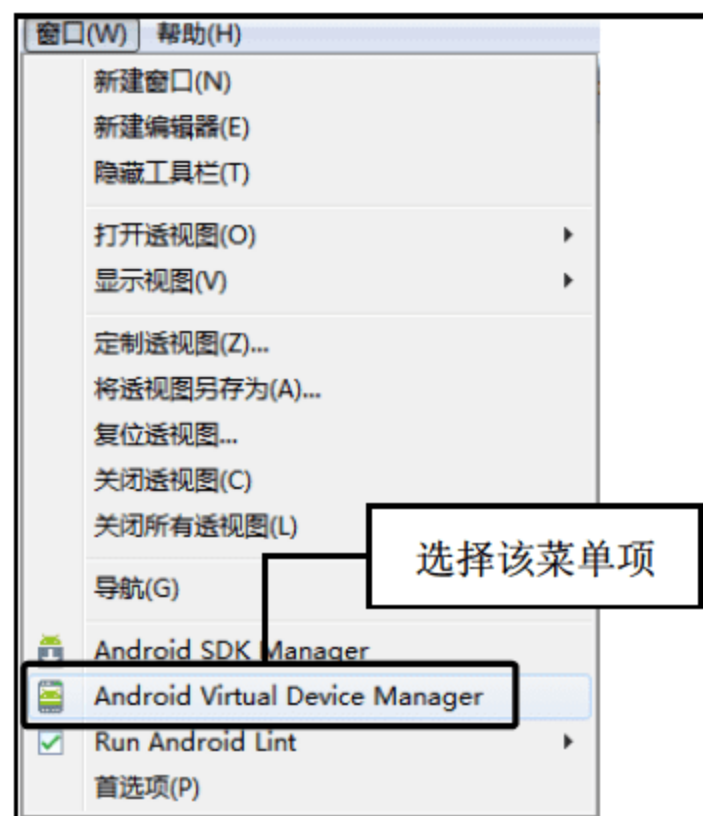 窗口(W) 帮助(H)
新建窗口(N)
新建编辑器(E)
隐藏工具栏(T)
打开透视图(O)
显示视图(V)
定制透视图(Z)...
将透视图另存为(A)...
复位透视图...
关闭透视图(C)
关闭所有透视图(L)
选择该菜单项
导航(G)
Android SDK Manager
Android Virtual Device Manager
Run Android Lint
首选项(P)